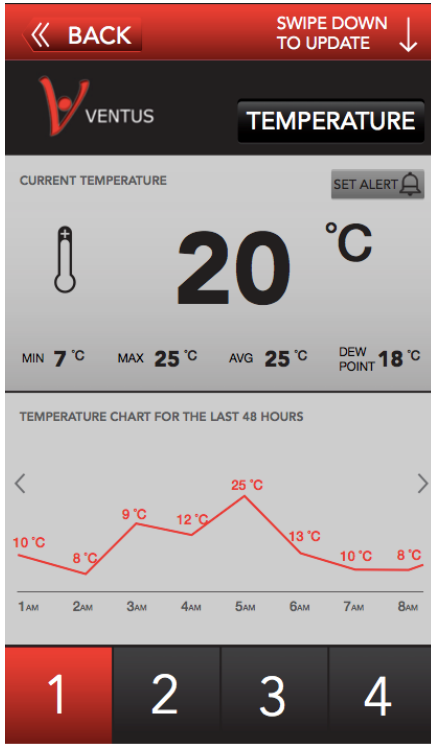 BACK
SWIPE DOWN
TO UPDATE
VENTUS
TEMPERATURE
CURRENT TEMPERATURE
SET ALERT
20 °C
MIN 7 °C MAX 25 °C AVG 25 °C DEW POINT 18 °C
TEMPERATURE CHART FOR THE LAST 48 HOURS
10 °C 8 °C 9 °C 12 °C 25 °C 13 °C 10 °C 8 °C
1AM 2AM 3AM 4AM 5AM 6AM 7AM 8AM
1 2 3 4